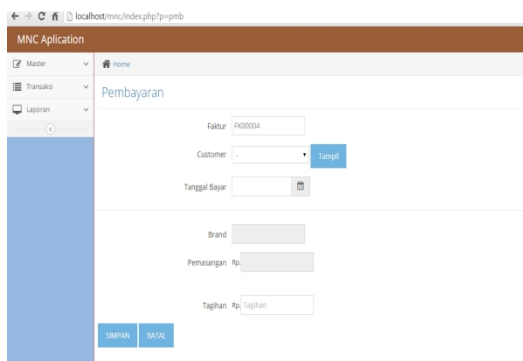 localhost/mnc/index.php?p=pmb
MNC Aplication
Master
Home
Transaksi
Laporan
Pembayaran
Faktur FK00004
Customer -
Tampil
Tanggal Bayar
Brand
Pemasangan Rp.
Tagihan Rp. Tagihan
SIMPAN BATAL